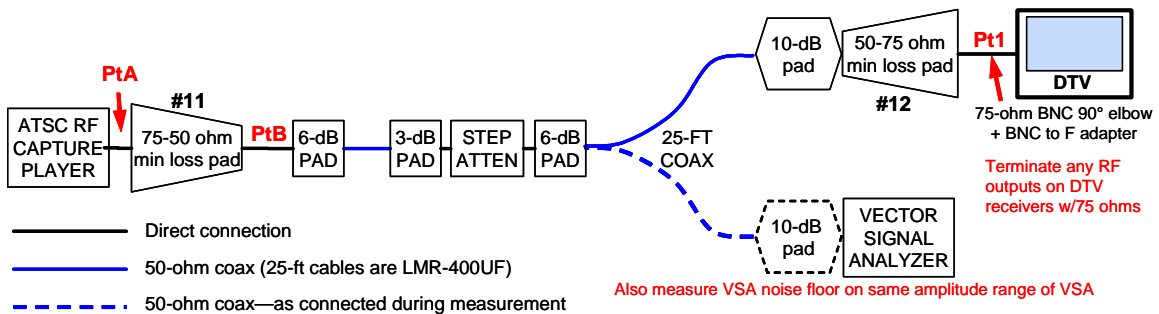 PtA
#11
ATSC RF
CAPTURE
PLAYER
75-50 ohm
min loss pad
PtB
6-dB
PAD
3-dB
PAD
STEP
ATTEN
6-dB
PAD
25-FT
COAX
10-dB
pad
50-75 ohm
min loss pad
#12
Pt1
DTV
75-ohm BNC 90° elbow
+ BNC to F adapter
Terminate any RF
outputs on DTV
receivers w/75 ohms
10-dB
pad
VECTOR
SIGNAL
ANALYZER
Also measure VSA noise floor on same amplitude range of VSA
Direct connection
50-ohm coax (25-ft cables are LMR-400UF)
50-ohm coax—as connected during measurement